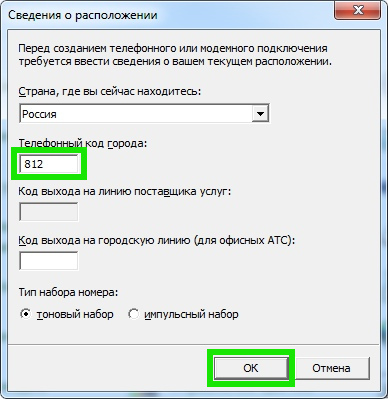 Сведения о расположении
Перед созданием телефонного или модемного подключения
требуется ввести сведения о вашем текущем расположении.
Страна, где вы сейчас находитесь:
Россия
Телефонный код города:
812
Код выхода на линию поставщика услуг:
Код выхода на городскую линию (для офисных АТС):
Тип набора номера:
тоновый набор импульсный набор
ОК Отмена